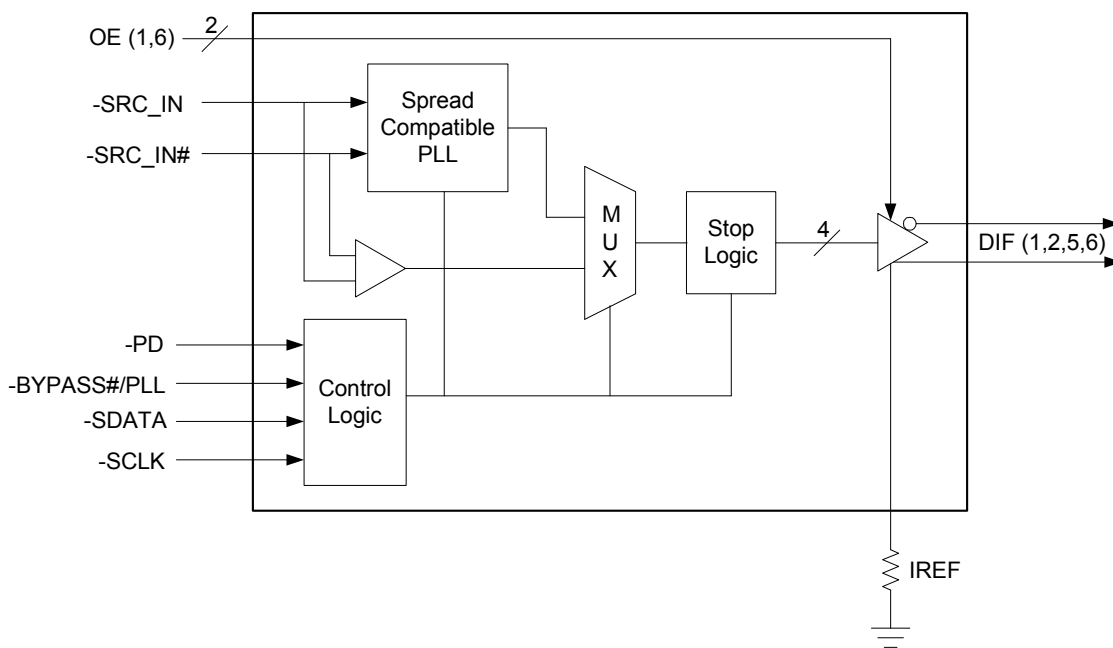 OE (1,6)
2
-SRC_IN
-SRC_IN#
Spread
Compatible
PLL
M
U
X
Stop
Logic
4
DIF (1,2,5,6)
-PD
-BYPASS#/PLL
-SDATA
-SCLK
Control
Logic
IREF